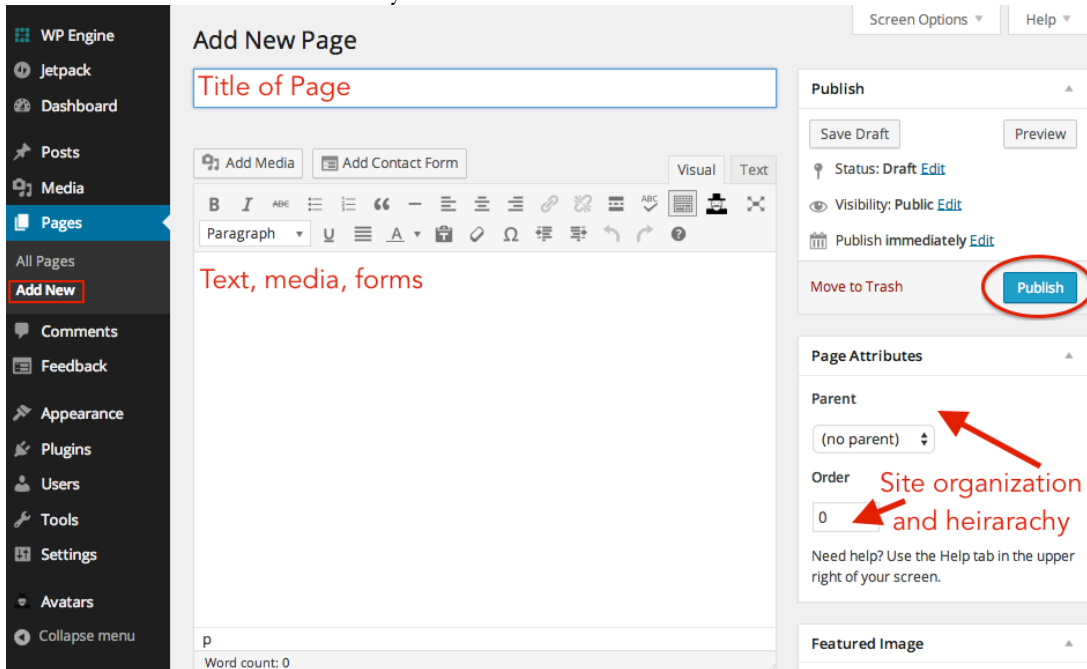 WP Engine
Jetpack
Dashboard
Posts
Media
Pages
All Pages
Add New
Comments
Feedback
Appearance
Plugins
Users
Tools
Settings
Avatars
Collapse menu
Screen Options
Help
Add New Page
Title of Page
Add Media
Add Contact Form
Visual
Text
B I ABE ABC
Paragraph U A Ω
Text, media, forms
p
Word count: 0
Publish
Save Draft
Preview
Status: Draft Edit
Visibility: Public Edit
Publish immediately Edit
Move to Trash
Publish
Page Attributes
Parent
(no parent)
Order
0
Site organization
and heirarachy
Need help? Use the Help tab in the upper
right of your screen.
Featured Image